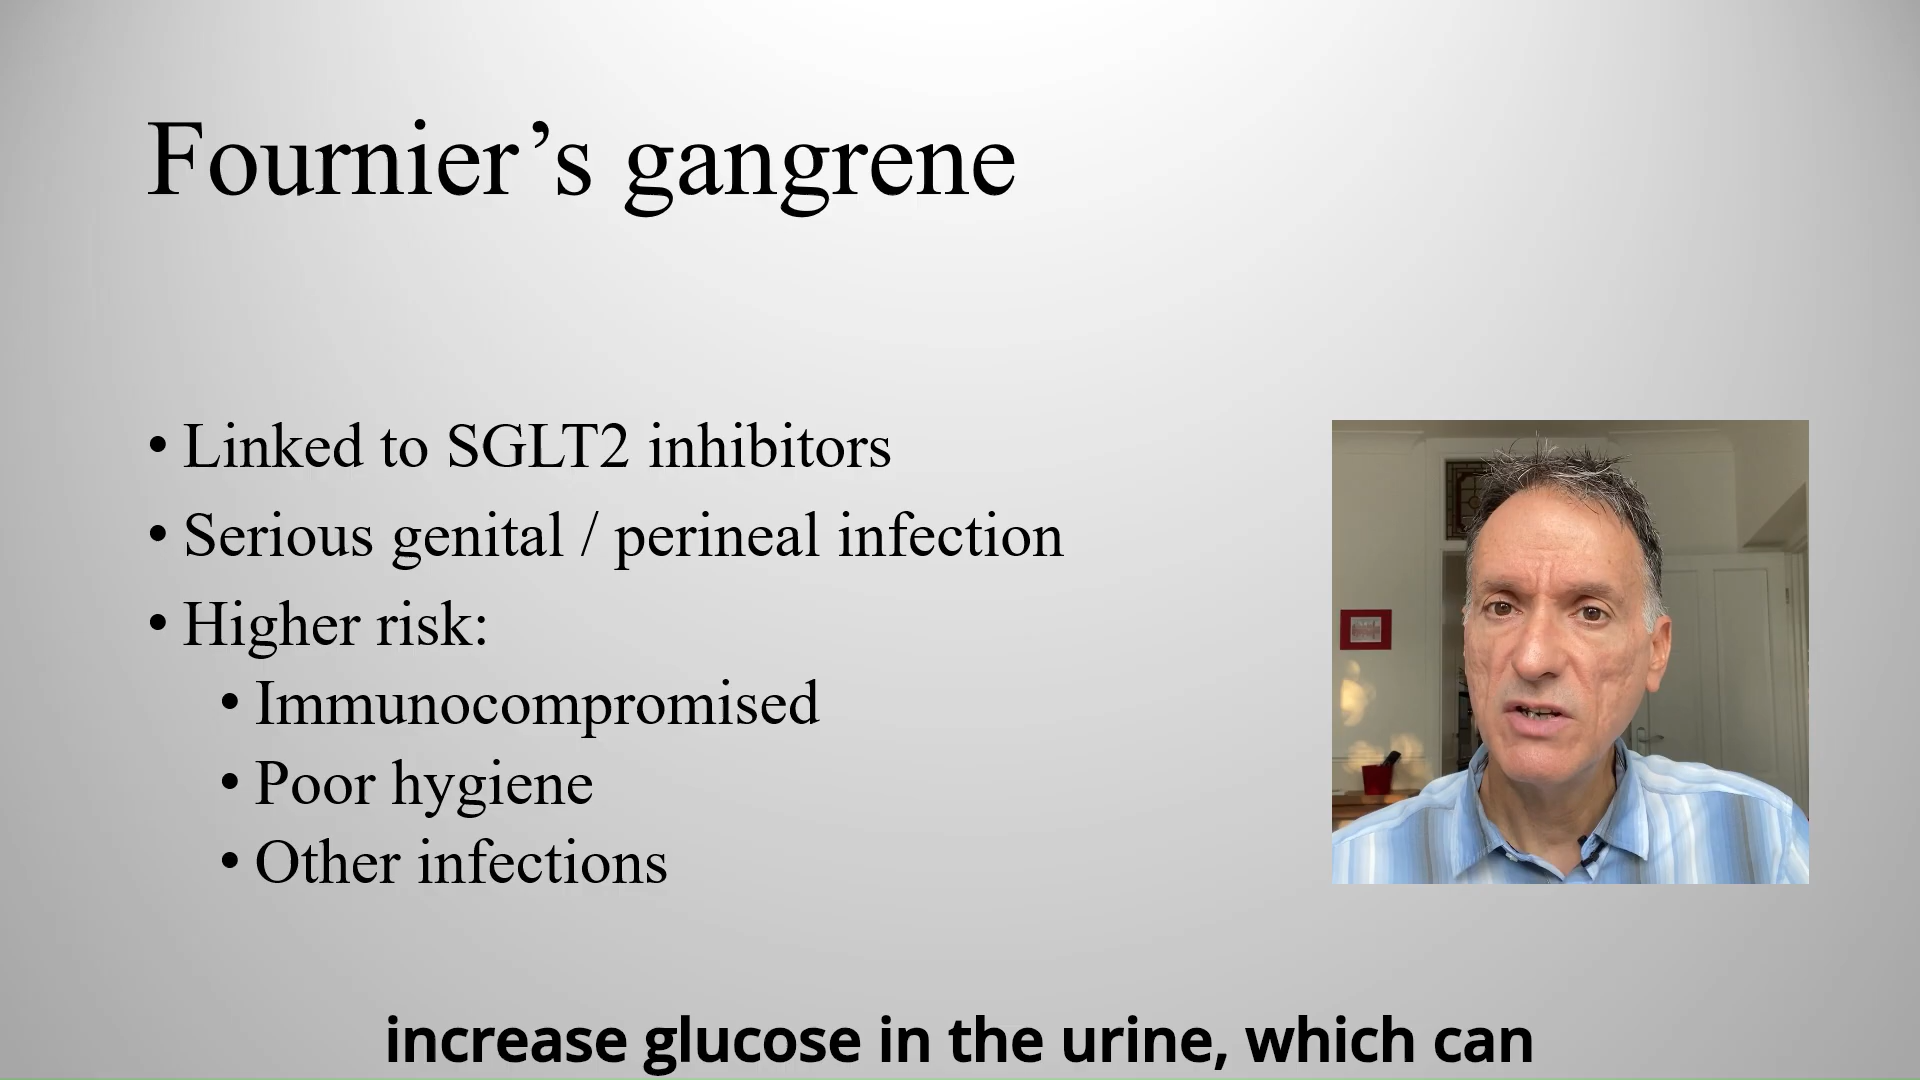 Fournier’s gangrene
• Linked to SGLT2 inhibitors
• Serious genital / perineal infection
• Higher risk:
• Immunocompromised
• Poor hygiene
• Other infections
increase glucose in the urine, which can